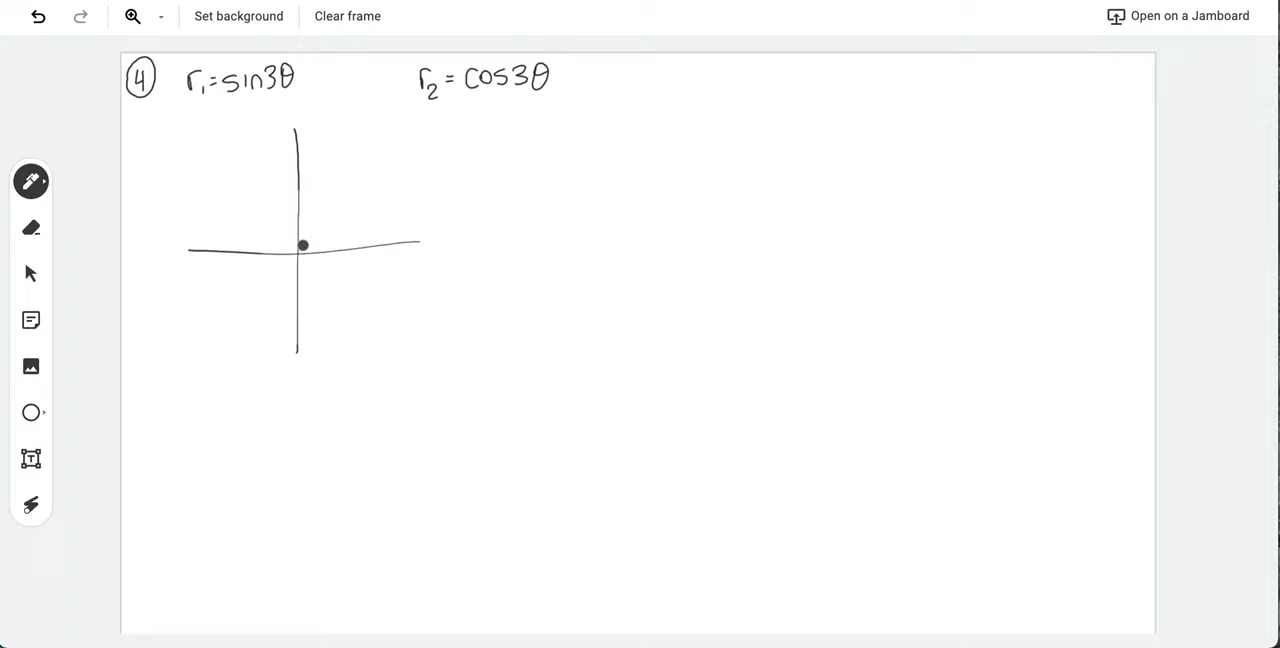 Set background Clear frame Open on a Jamboard
④ r₁=sin3θ r₂=cos3θ